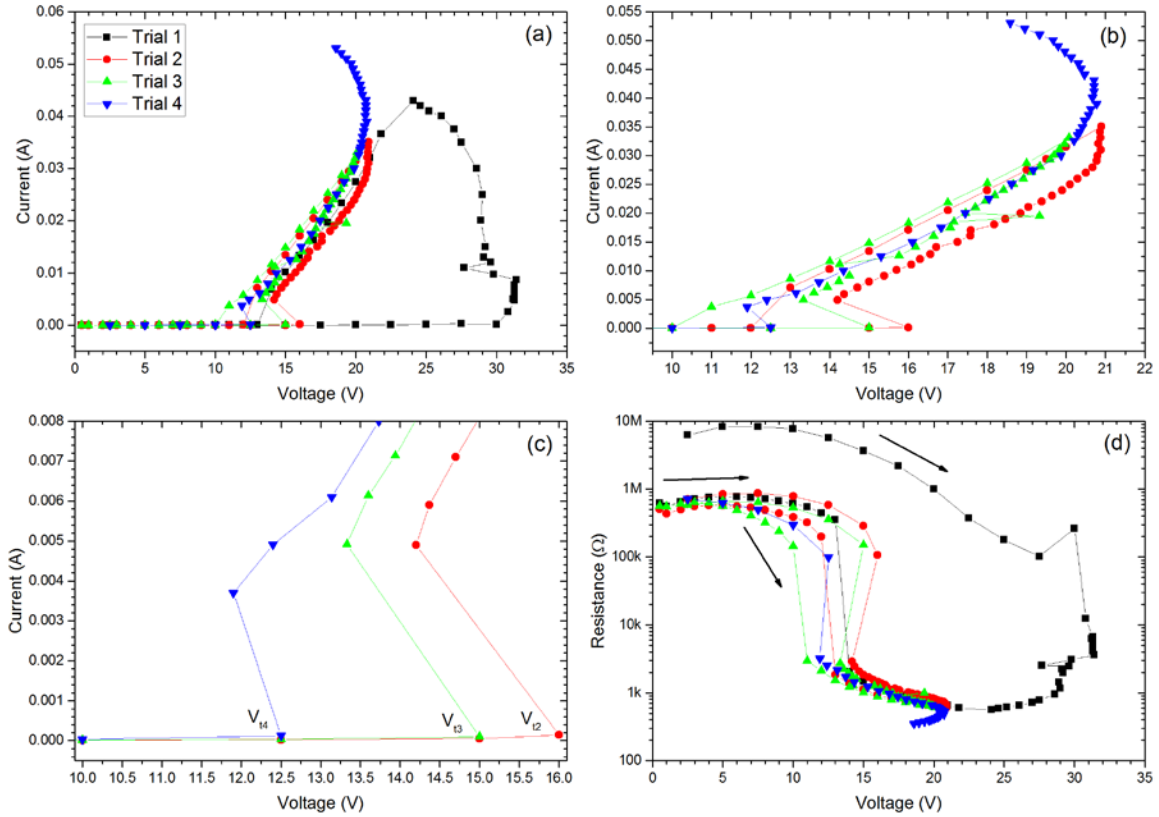 (a)
Trial 1
Trial 2
Trial 3
Trial 4
0.06
0.05
0.04
0.03
0.02
0.01
0.00
Current (A)
0 5 10 15 20 25 30 35
Voltage (V)
(b)
0.055
0.050
0.045
0.040
0.035
0.030
0.025
0.020
0.015
0.010
0.005
0.000
Current (A)
10 11 12 13 14 15 16 17 18 19 20 21 22
Voltage (V)
(c)
0.008
0.007
0.006
0.005
0.004
0.003
0.002
0.001
0.000
Current (A)
Vt4 Vt3 Vt2
10.0 10.5 11.0 11.5 12.0 12.5 13.0 13.5 14.0 14.5 15.0 15.5 16.0
Voltage (V)
(d)
10M
1M
100k
10k
1k
100
Resistance (Ω)
0 5 10 15 20 25 30 35
Voltage (V)